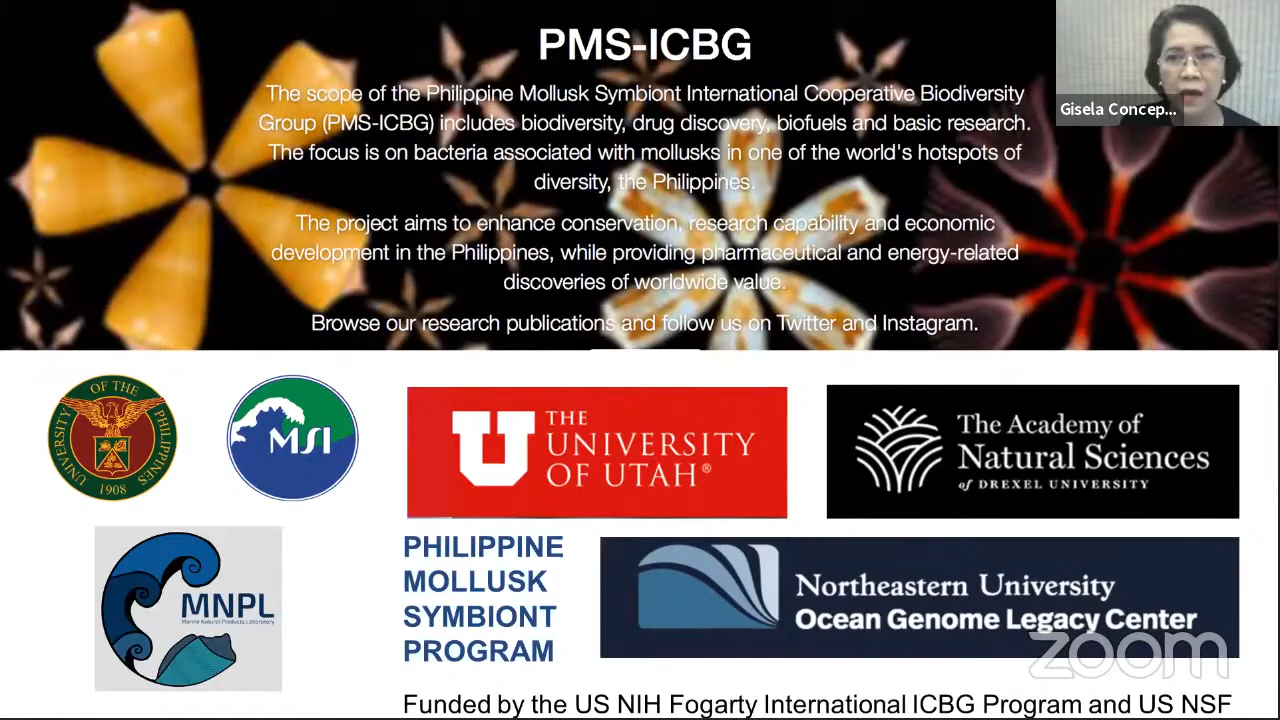 PMS-ICBG
The scope of the Philippine Mollusk Symbiont International Cooperative Biodiversity
Group (PMS-ICBG) includes biodiversity, drug discovery, biofuels and basic research.
The focus is on bacteria associated with mollusks in one of the world's hotspots of
diversity, the Philippines.
The project aims to enhance conservation, research capability and economic
development in the Philippines, while providing pharmaceutical and energy-related
discoveries of worldwide value.
Browse our research publications and follow us on Twitter and Instagram.
Gisela Concep...
UNIVERSITY OF THE PHILIPPINES
1908
MSI
THE
UNIVERSITY
OF UTAH®
The Academy of
Natural Sciences
of DREXEL UNIVERSITY
MNPL
Marine Natural Products Laboratory
PHILIPPINE
MOLLUSK
SYMBIONT
PROGRAM
Northeastern University
Ocean Genome Legacy Center
zoom
Funded by the US NIH Fogarty International ICBG Program and US NSF